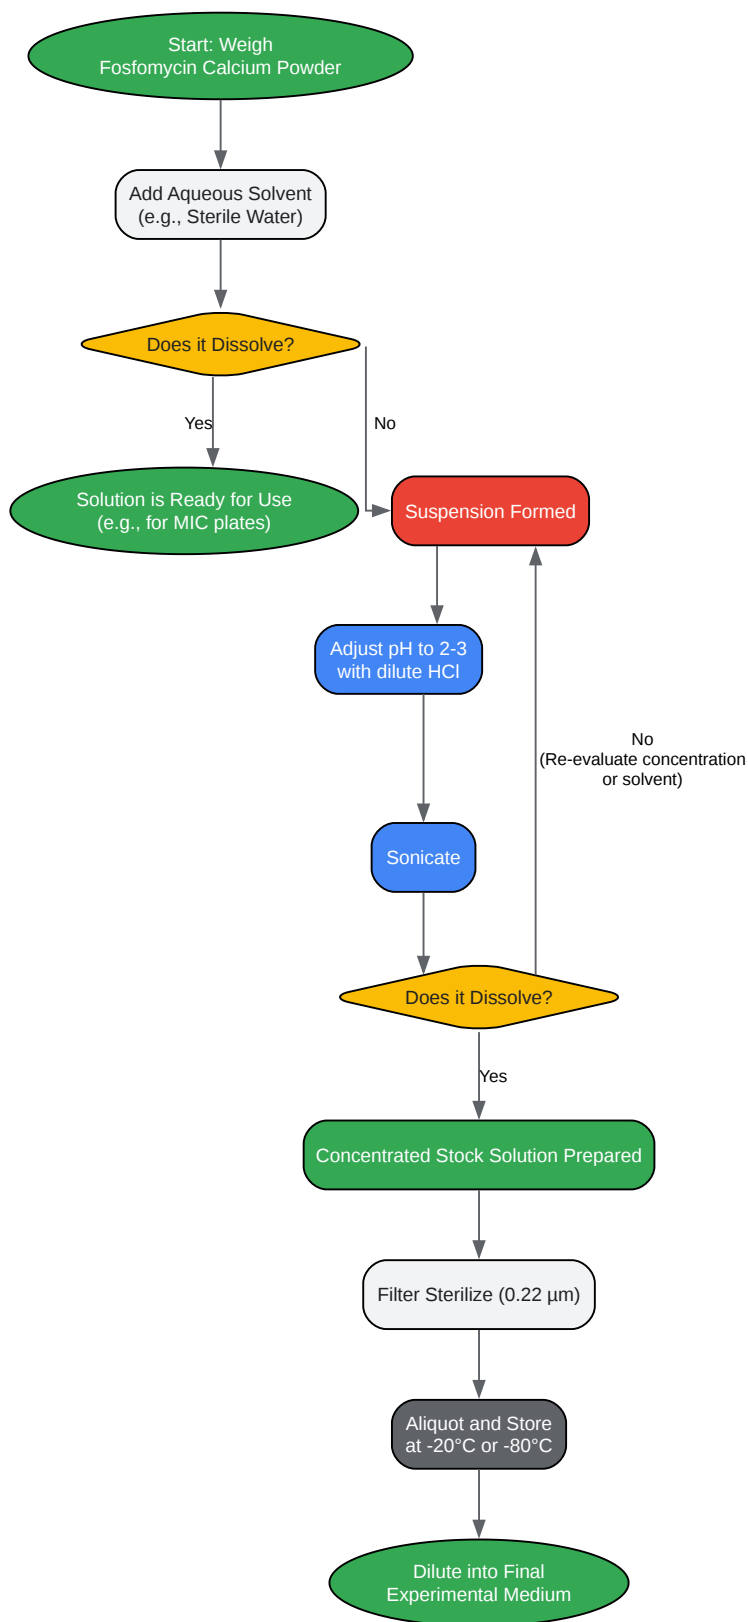 Start: Weigh
Fosfomycin Calcium Powder
Add Aqueous Solvent
(e.g., Sterile Water)
Does it Dissolve?
Yes
No
Solution is Ready for Use
(e.g., for MIC plates)
Suspension Formed
Adjust pH to 2-3
with dilute HCl
No
(Re-evaluate concentration
or solvent)
Sonicate
Does it Dissolve?
Yes
Concentrated Stock Solution Prepared
Filter Sterilize (0.22 µm)
Aliquot and Store
at -20°C or -80°C
Dilute into Final
Experimental Medium